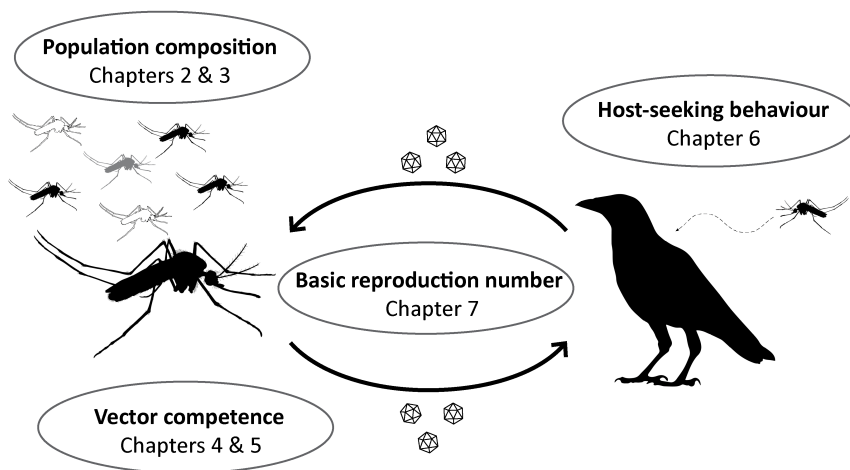 Population composition
Chapters 2 & 3
Host-seeking behaviour
Chapter 6
Basic reproduction number
Chapter 7
Vector competence
Chapters 4 & 5